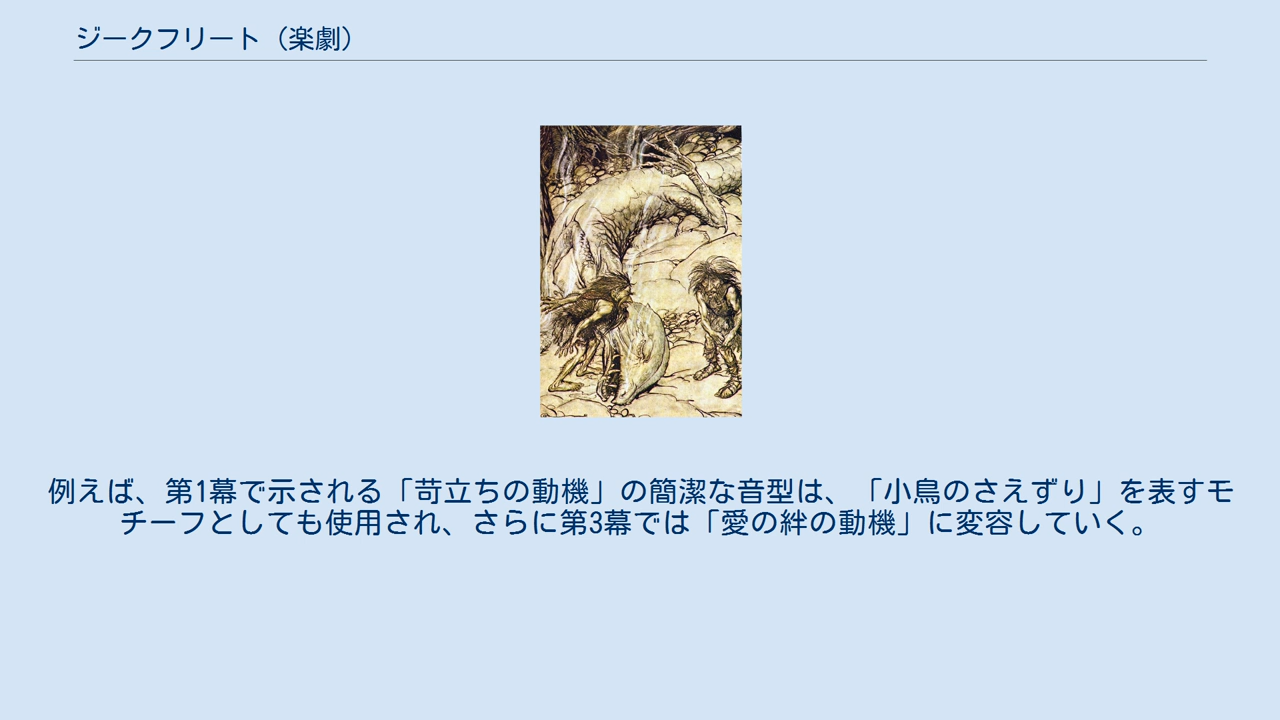 ジークフリート（楽劇）
例えば、第1幕で示される「苛立ちの動機」の簡潔な音型は、「小鳥のさえずり」を表すモ
チーフとしても使用され、さらに第3幕では「愛の絆の動機」に変容していく。